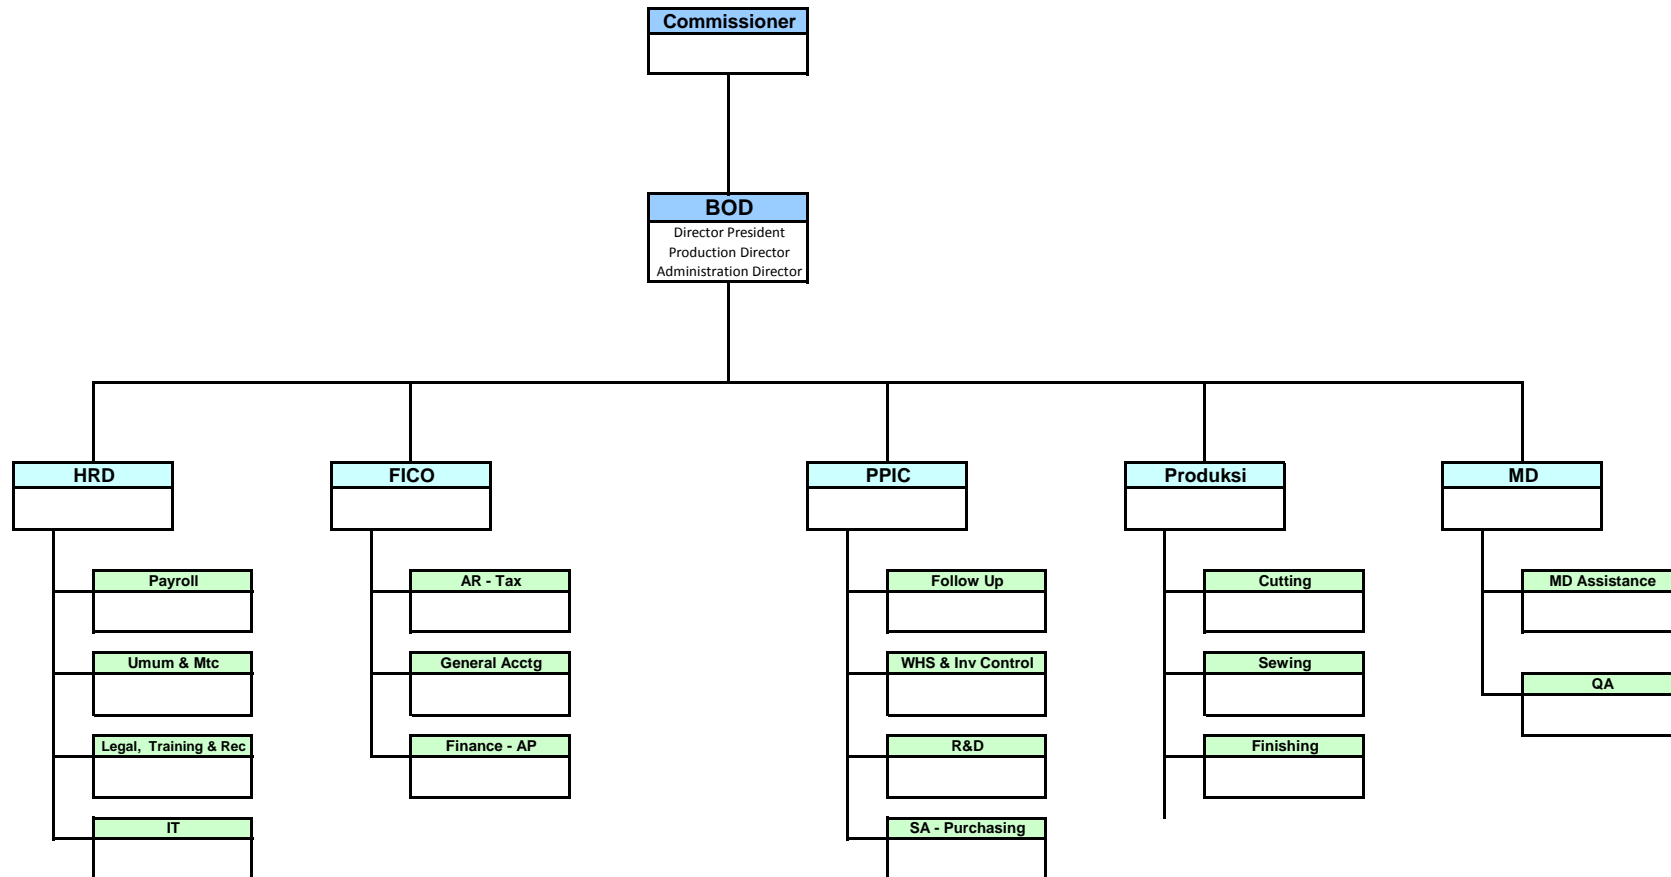 Commissioner
BOD
Director President
Production Director
Administration Director
HRD
FICO
PPIC
Produksi
MD
Payroll
AR - Tax
Follow Up
Cutting
MD Assistance
Umum & Mtc
General Acctg
WHS & Inv Control
Sewing
QA
Legal, Training & Rec
Finance - AP
R&D
Finishing
IT
SA - Purchasing